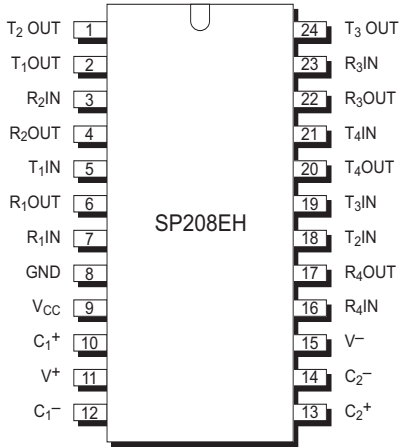 T₂ OUT 1 24 T₃ OUT
T₁OUT 2 23 R₃IN
R₂IN 3 22 R₃OUT
R₂OUT 4 21 T₄IN
T₁IN 5 20 T₄OUT
R₁OUT 6 19 T₃IN
SP208EH
R₁IN 7 18 T₂IN
GND 8 17 R₄OUT
V_CC 9 16 R₄IN
C₁⁺ 10 15 V⁻
V⁺ 11 14 C₂⁻
C₁⁻ 12 13 C₂⁺